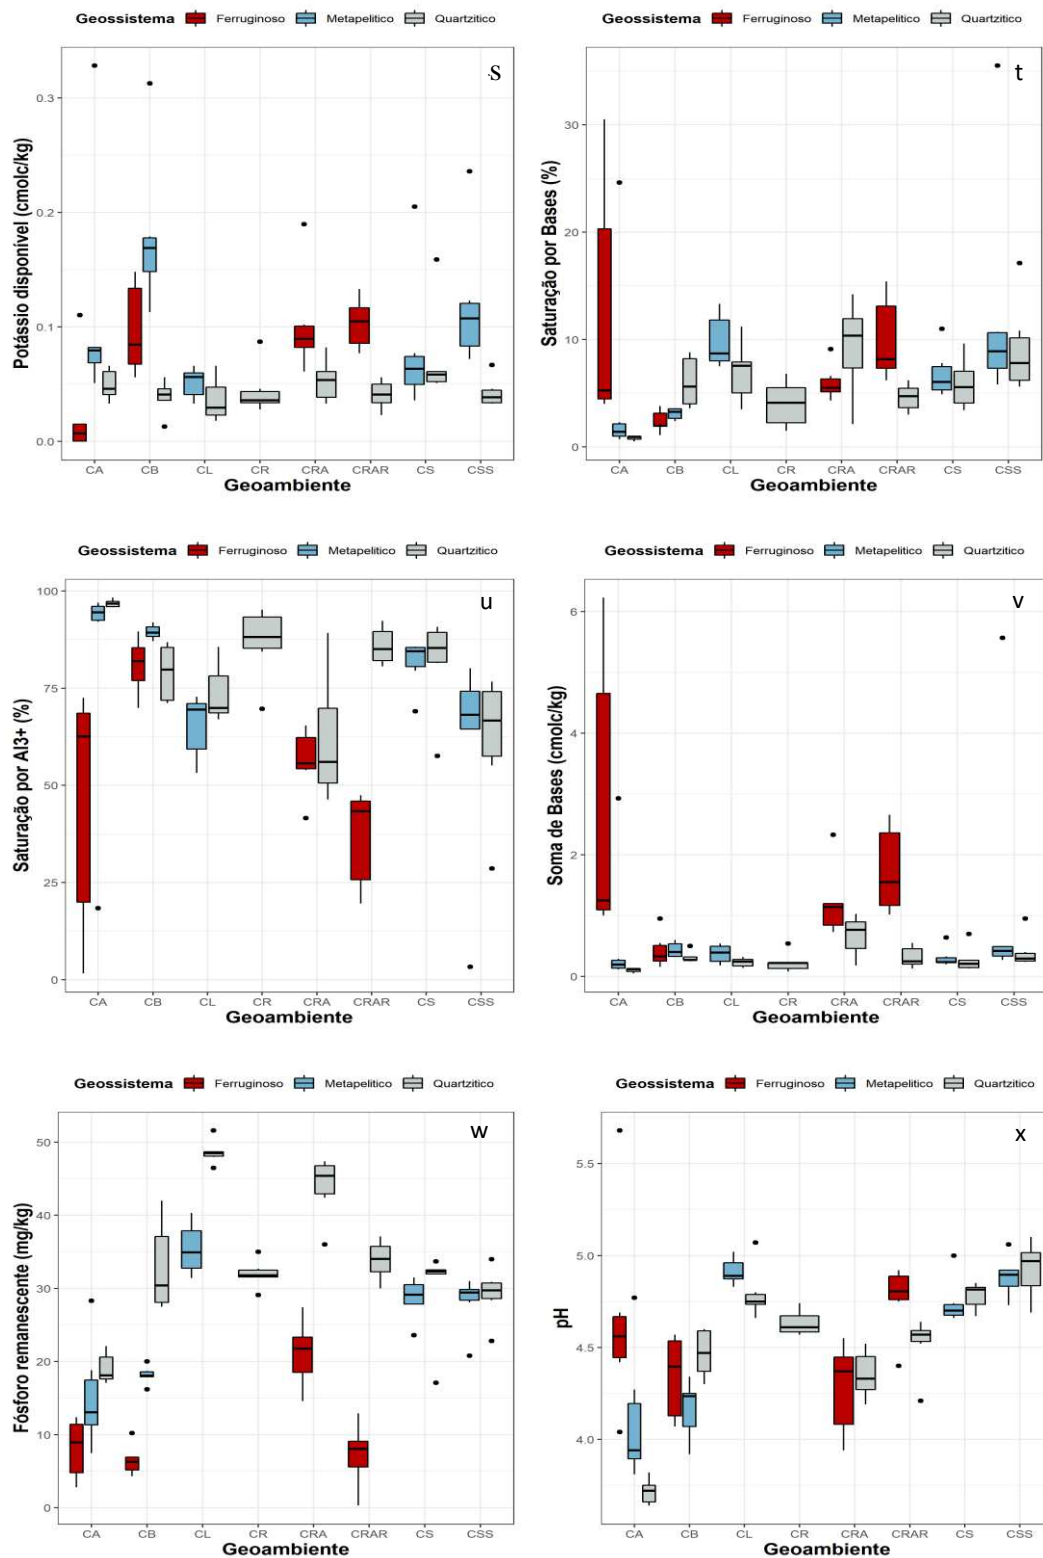 Geossistema Ferruginoso Metapelitico Quartzitico
s
Potássio disponível (cmolc/kg)
0.3
0.2
0.1
0.0
CA CB CL CR CRA CRAR CS CSS
Geoambiente
Geossistema Ferruginoso Metapelitico Quartzitico
t
Saturação por Bases (%)
30
20
10
0
CA CB CL CR CRA CRAR CS CSS
Geoambiente
Geossistema Ferruginoso Metapelitico Quartzitico
u
Saturação por Al3+ (%)
100
75
50
25
0
CA CB CL CR CRA CRAR CS CSS
Geoambiente
Geossistema Ferruginoso Metapelitico Quartzitico
v
Soma de Bases (cmolc/kg)
6
4
2
0
CA CB CL CR CRA CRAR CS CSS
Geoambiente
Geossistema Ferruginoso Metapelitico Quartzitico
w
Fósforo remanescente (mg/kg)
50
40
30
20
10
0
CA CB CL CR CRA CRAR CS CSS
Geoambiente
Geossistema Ferruginoso Metapelitico Quartzitico
x
pH
5.5
5.0
4.5
4.0
CA CB CL CR CRA CRAR CS CSS
Geoambiente